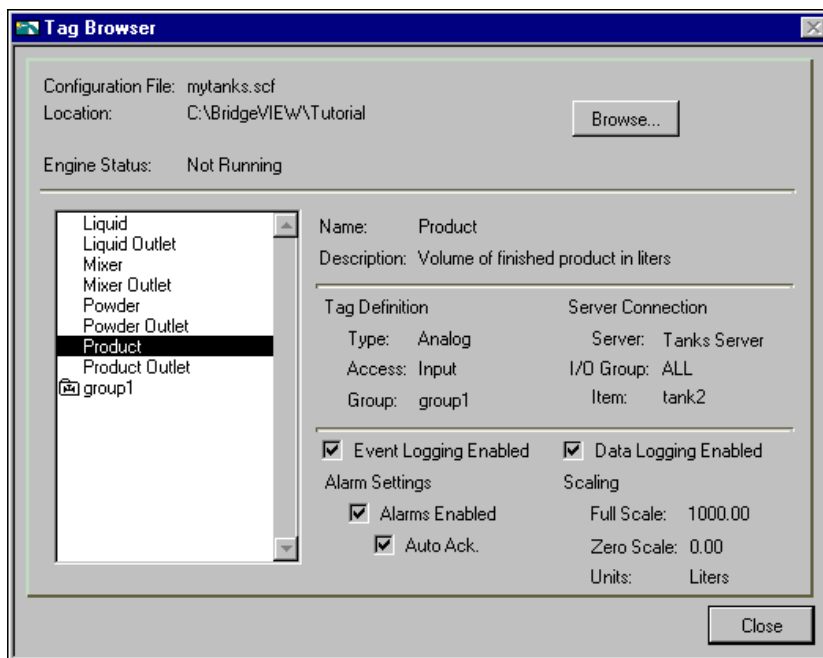 Tag Browser
Configuration File: mytanks.scf
Location: C:\BridgeVIEW\Tutorial
Browse...
Engine Status: Not Running
Liquid
Liquid Outlet
Mixer
Mixer Outlet
Powder
Powder Outlet
Product
Product Outlet
group1
Name: Product
Description: Volume of finished product in liters
Tag Definition
Type: Analog
Access: Input
Group: group1
Server Connection
Server: Tanks Server
I/O Group: ALL
Item: tank2
Event Logging Enabled
Alarm Settings
Alarms Enabled
Auto Ack.
Data Logging Enabled
Scaling
Full Scale: 1000.00
Zero Scale: 0.00
Units: Liters
Close